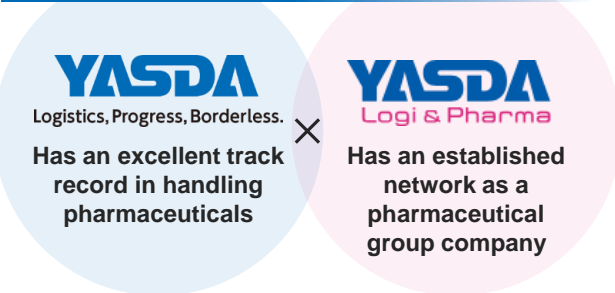 YASDA
Logistics, Progress, Borderless.
Has an excellent track
record in handling
pharmaceuticals
×
YASDA
Logi & Pharma
Has an established
network as a
pharmaceutical
group company